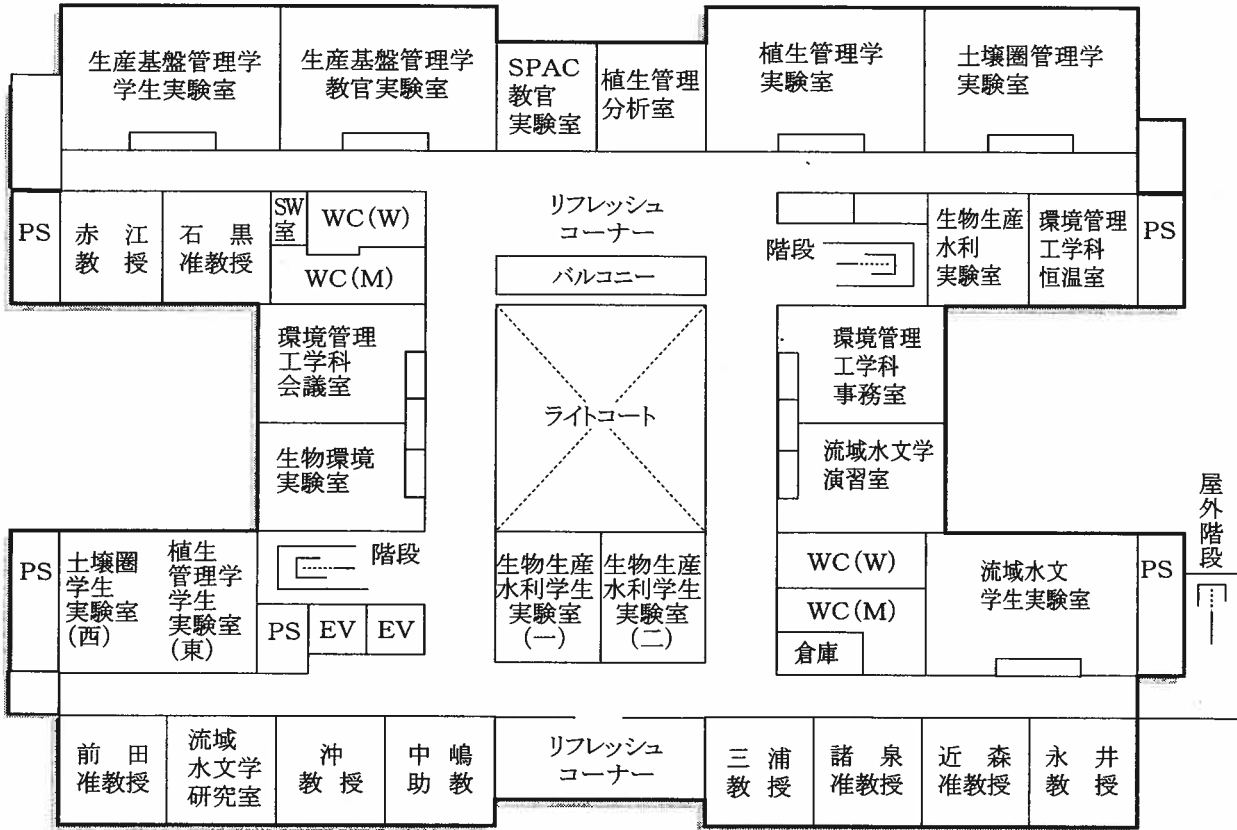 生産基盤管理学
学生実験室
生産基盤管理学
教官実験室
SPAC
教官
実験室
植生管理
分析室
植生管理学
実験室
土壌圏管理学
実験室
PS
赤江
教授
石黒
准教授
SW
室
WC(W)
WC(M)
リフレッシュ
コーナー
バルコニー
階段
生物生産
水利
実験室
環境管理
工学科
恒温室
PS
環境管理
工学科
会議室
ライトコート
環境管理
工学科
事務室
生物環境
実験室
流域水文学
演習室
屋外階段
PS
土壌圏
学生
実験室
(西)
植生
管理学
学生
実験室
(東)
階段
PS
EV
EV
生物生産
水利学生
実験室
(一)
生物生産
水利学生
実験室
(二)
WC(W)
WC(M)
倉庫
流域水文
学生実験室
PS
前田
准教授
流域
水文学
研究室
沖
教授
中嶋
助教
リフレッシュ
コーナー
三浦
教授
諸泉
准教授
近森
准教授
永井
教授